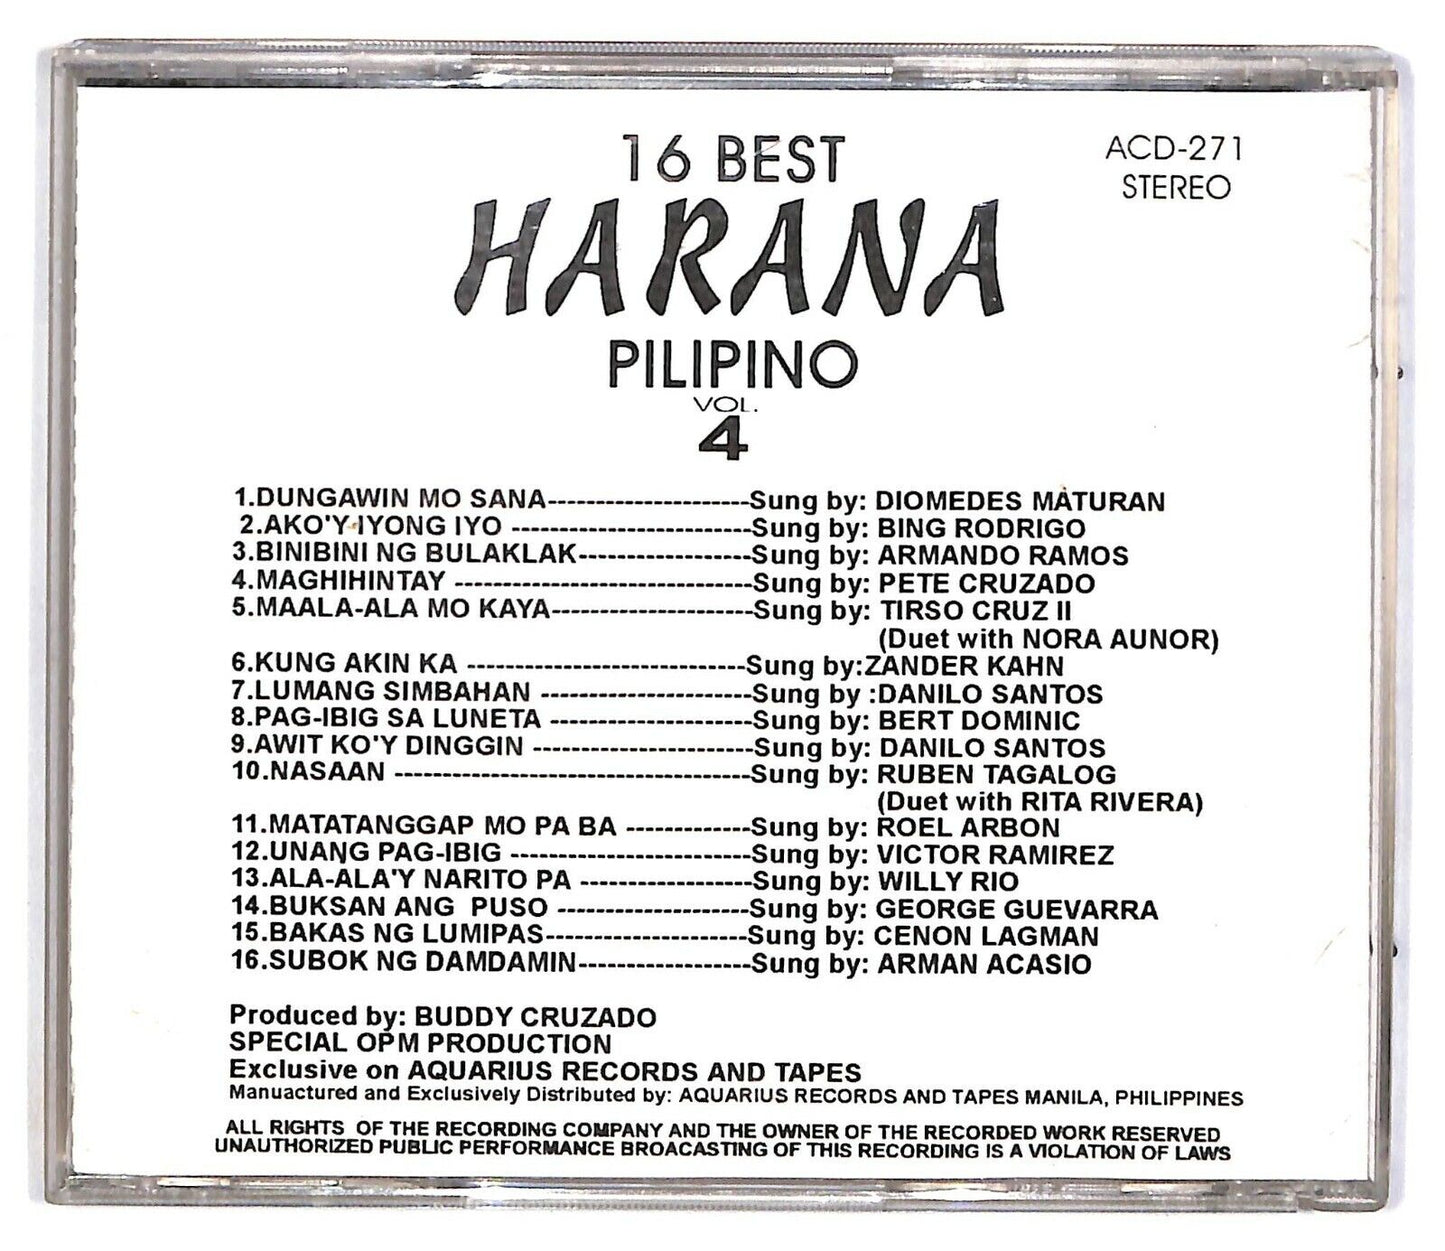 16 BEST
HARANA
PILIPINO
VOL.
4
ACD-271
STEREO
1.DUNGAWIN MO SANA---------------------Sung by: DIOMEDES MATURAN
2.AKO'Y IYONG IYO -------------------------Sung by: BING RODRIGO
3.BINIBINI NG BULAKLAK------------------Sung by: ARMANDO RAMOS
4.MAGHIHINTAY -------------------------------Sung by: PETE CRUZADO
5.MAALA-ALA MO KAYA---------------------Sung by: TIRSO CRUZ II
(Duet with NORA AUNOR)
6.KUNG AKIN KA -----------------------------Sung by:ZANDER KAHN
7.LUMANG SIMBAHAN ----------------------Sung by :DANILO SANTOS
8.PAG-IBIG SA LUNETA ---------------------Sung by: BERT DOMINIC
9.AWIT KO'Y DINGGIN -----------------------Sung by: DANILO SANTOS
10.NASAAN -------------------------------------Sung by: RUBEN TAGALOG
(Duet with RITA RIVERA)
11.MATATANGGAP MO PA BA -------------Sung by: ROEL ARBON
12.UNANG PAG-IBIG -------------------------Sung by: VICTOR RAMIREZ
13.ALA-ALA'Y NARITO PA ------------------Sung by: WILLY RIO
14.BUKSAN ANG  PUSO --------------------Sung by: GEORGE GUEVARRA
15.BAKAS NG LUMIPAS---------------------Sung by: CENON LAGMAN
16.SUBOK NG DAMDAMIN------------------Sung by: ARMAN ACASIO
Produced by: BUDDY CRUZADO
SPECIAL OPM PRODUCTION
Exclusive on AQUARIUS RECORDS AND TAPES
Manuactured and Exclusively Distributed by: AQUARIUS RECORDS AND TAPES MANILA, PHILIPPINES
ALL RIGHTS  OF THE RECORDING COMPANY AND THE OWNER OF THE RECORDED WORK RESERVED
UNAUTHORIZED PUBLIC PERFORMANCE BROACASTING OF THIS RECORDING IS A VIOLATION OF LAWS